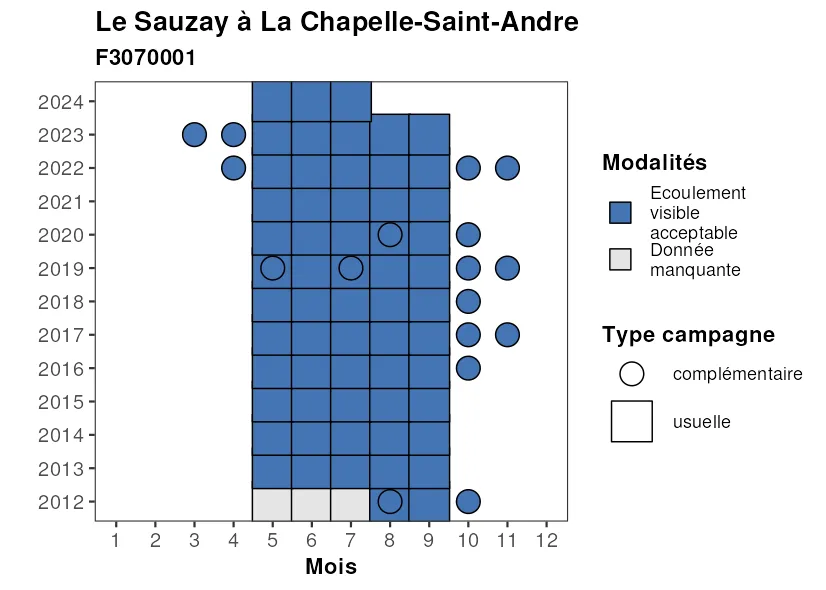 Le Sauzay à La Chapelle-Saint-Andre
F3070001
2024
2023
2022
2021
2020
2019
2018
2017
2016
2015
2014
2013
2012
1 2 3 4 5 6 7 8 9 10 11 12
Mois
Modalités
Ecoulement
visible
acceptable
Donnée
manquante
Type campagne
complémentaire
usuelle